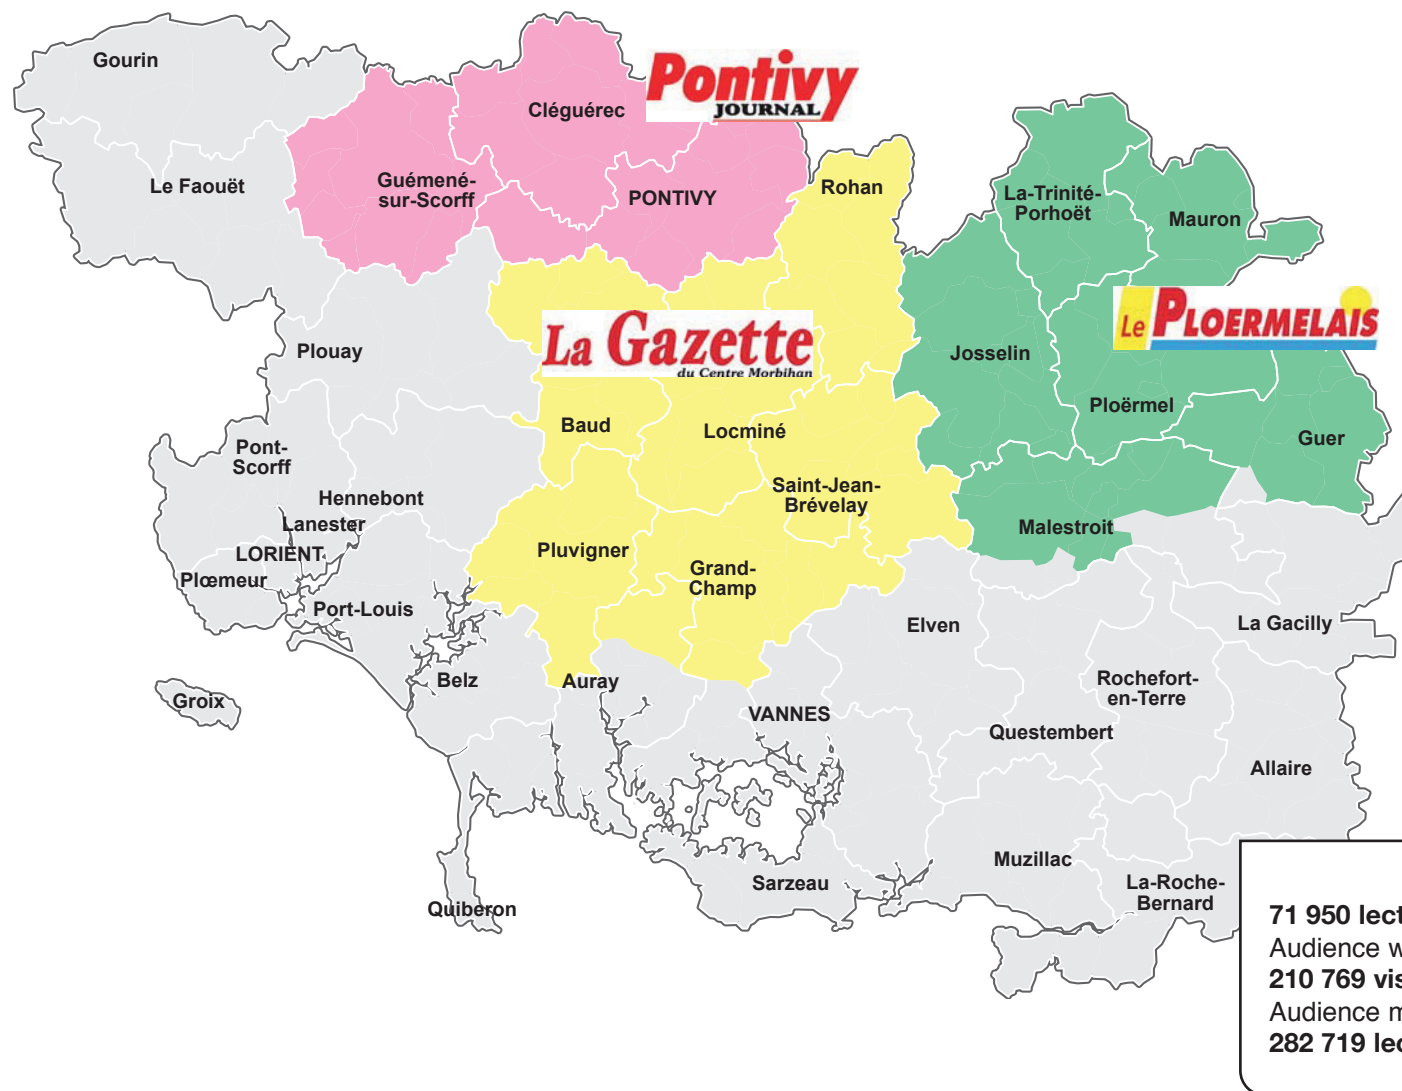 Gourin
Pontivy
JOURNAL
Cléguérec
Le Faouët
Guémené-
sur-Scorff
PONTIVY
Rohan
La-Trinité-
Porhoët
Mauron
Le PLOERMELAIS
La Gazette
du Centre Morbihan
Plouay
Josselin
Ploërmel
Baud
Locminé
Guer
Pont-
Scorff
Saint-Jean-
Brévelay
Hennebont
Lanester
Malestroit
LORIENT
Pluvigner
Plœmeur
Grand-
Champ
Port-Louis
Elven
La Gacilly
Belz
Auray
Rochefort-
en-Terre
Groix
VANNES
Questembert
Allaire
Muzillac
Sarzeau
La-Roche-
Bernard
Quiberon
71 950 lect
Audience w
210 769 vis
Audience m
282 719 lec